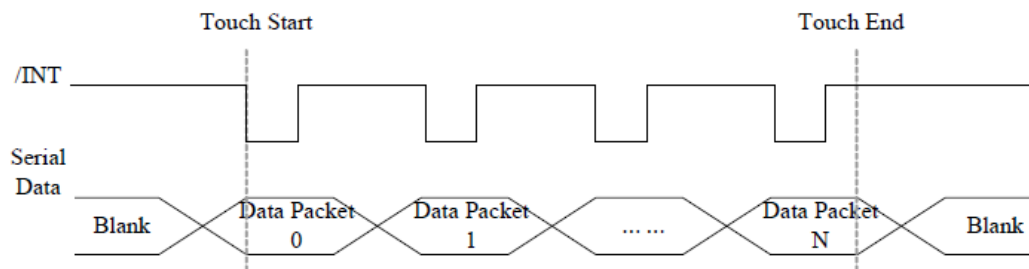 Touch Start
Touch End
/INT
Serial
Data
Blank
Data Packet
0
Data Packet
1
... ...
Data Packet
N
Blank